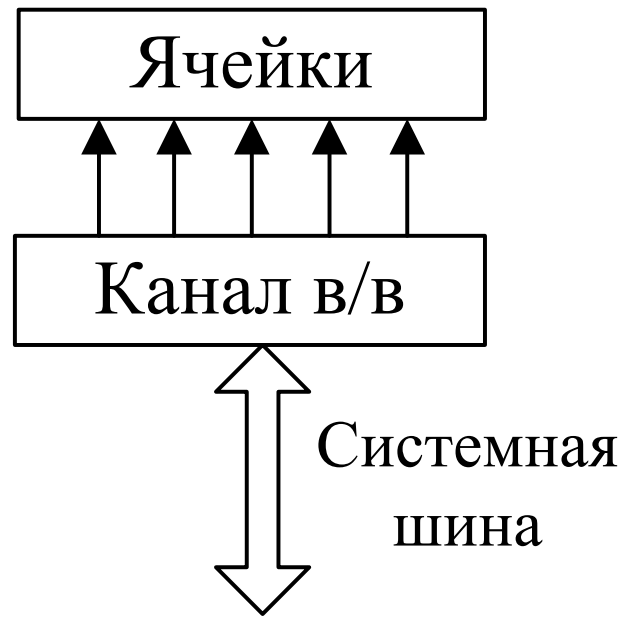 Ячейки
Канал в/в
Системная
шина